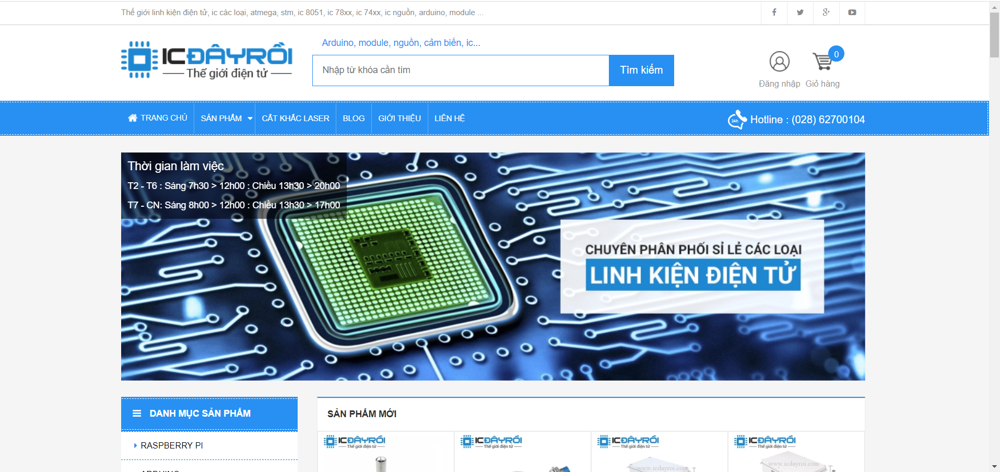 Thế giới linh kiện điện tử, ic các loại, atmega, stm, ic 8051, ic 78xx, ic 74xx, ic nguồn, arduino, module ...
ICĐÂYRỒI
Thế giới điện tử
Arduino, module, nguồn, cảm biến, ic...
Nhập từ khóa cần tìm
Tìm kiếm
0
Đăng nhập
Giỏ hàng
TRANG CHỦ
SẢN PHẨM
CẮT KHẮC LASER
BLOG
GIỚI THIỆU
LIÊN HỆ
24h
Hotline : (028) 62700104
Thời gian làm việc
T2 - T6 : Sáng 7h30 > 12h00 : Chiều 13h30 > 20h00
T7 - CN: Sáng 8h00 > 12h00 : Chiều 13h30 > 17h00
CHUYÊN PHÂN PHỐI SỈ LẺ CÁC LOẠI
LINH KIỆN ĐIỆN TỬ
DANH MỤC SẢN PHẨM
RASPBERRY PI
ARDUINO
SẢN PHẨM MỚI
ICĐÂYRỒI
Thế giới điện tử
ICĐÂYRỒI
Thế giới điện tử
ICĐÂYRỒI
Thế giới điện tử
www.icdayroi.com
ICĐÂYRỒI
Thế giới điện tử
www.icdayroi.com